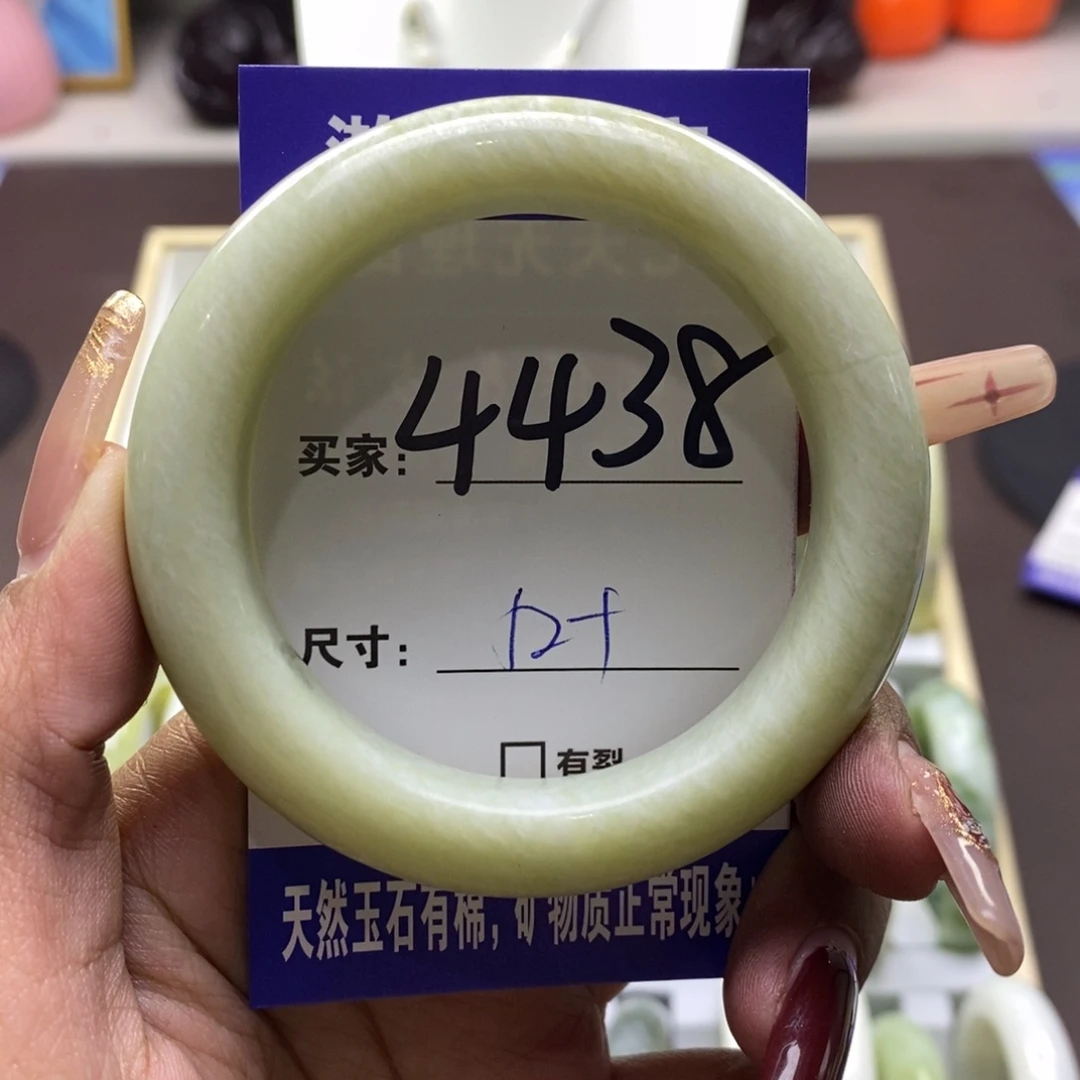 买家: 4438
尺寸:
有裂
天然玉石有棉, 矿物质正常现象